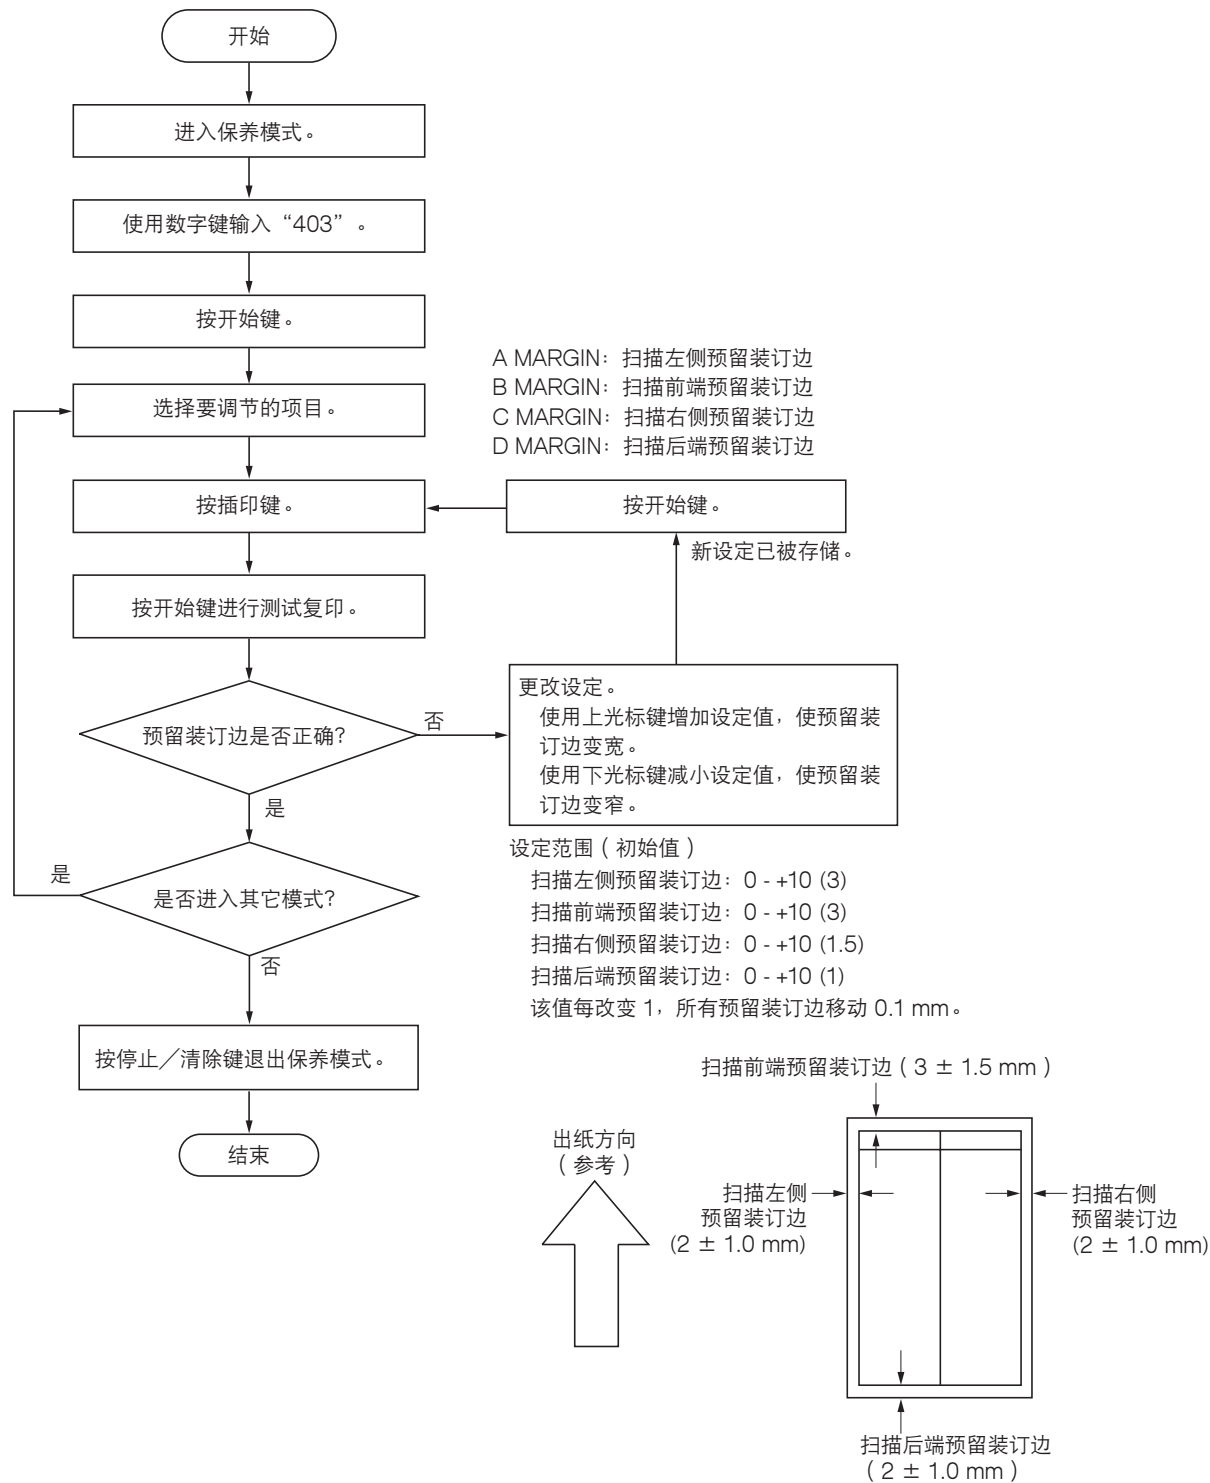 开始
进入保养模式。
使用数字键输入“403”。
按开始键。
选择要调节的项目。
A MARGIN：扫描左侧预留装订边
B MARGIN：扫描前端预留装订边
C MARGIN：扫描右侧预留装订边
D MARGIN：扫描后端预留装订边
按插印键。
按开始键。
新设定已被存储。
按开始键进行测试复印。
预留装订边是否正确？
否
更改设定。
使用上光标键增加设定值，使预留装
订边变宽。
使用下光标键减小设定值，使预留装
订边变窄。
是
是
是否进入其它模式？
否
设定范围（初始值）
扫描左侧预留装订边：0 - +10 (3)
扫描前端预留装订边：0 - +10 (3)
扫描右侧预留装订边：0 - +10 (1.5)
扫描后端预留装订边：0 - +10 (1)
该值每改变 1，所有预留装订边移动 0.1 mm。
按停止／清除键退出保养模式。
结束
扫描前端预留装订边（3 ± 1.5 mm）
出纸方向
（参考）
扫描左侧
预留装订边
(2 ± 1.0 mm)
扫描右侧
预留装订边
(2 ± 1.0 mm)
扫描后端预留装订边
（2 ± 1.0 mm）